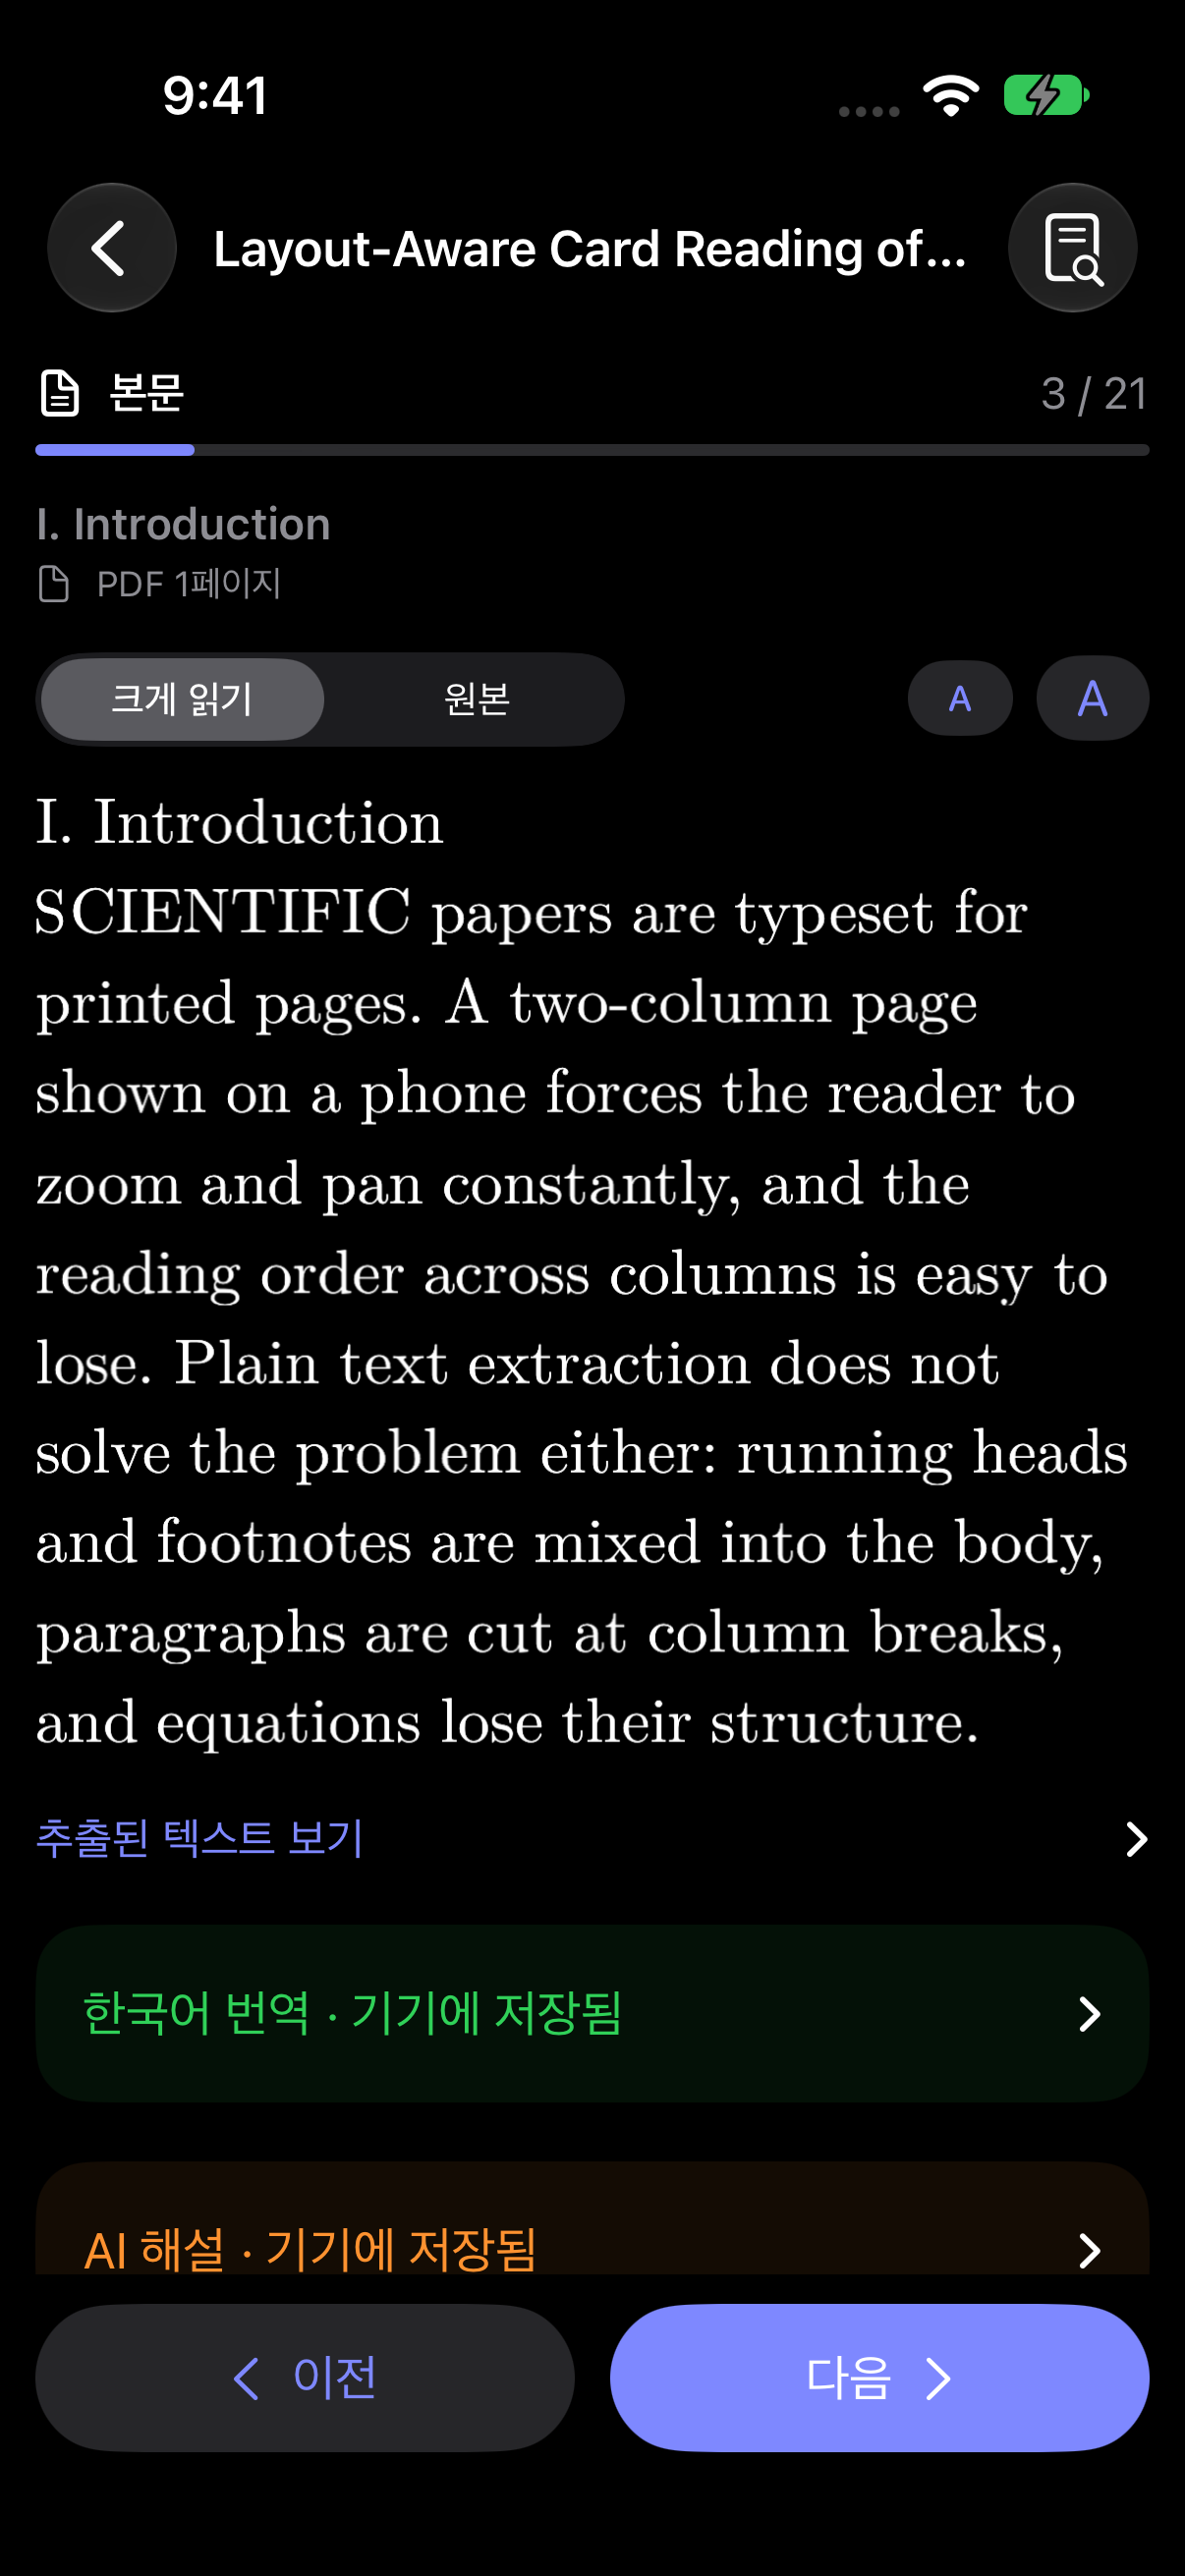 9:41
Layout-Aware Card Reading of...
본문
3 / 21
I. Introduction
PDF 1페이지
크게 읽기
원본
A
A
I. Introduction
SCIENTIFIC papers are typeset for
printed pages. A two-column page
shown on a phone forces the reader to
zoom and pan constantly, and the
reading order across columns is easy to
lose. Plain text extraction does not
solve the problem either: running heads
and footnotes are mixed into the body,
paragraphs are cut at column breaks,
and equations lose their structure.
추출된 텍스트 보기
한국어 번역 · 기기에 저장됨
AI 해설 · 기기에 저장됨
이전
다음